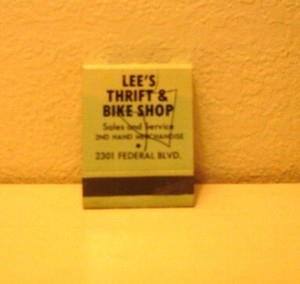 LEE'S
THRIFT &
BIKE SHOP
Sales and Service
2ND HAND MERCHANDISE
•
2301 FEDERAL BLVD.